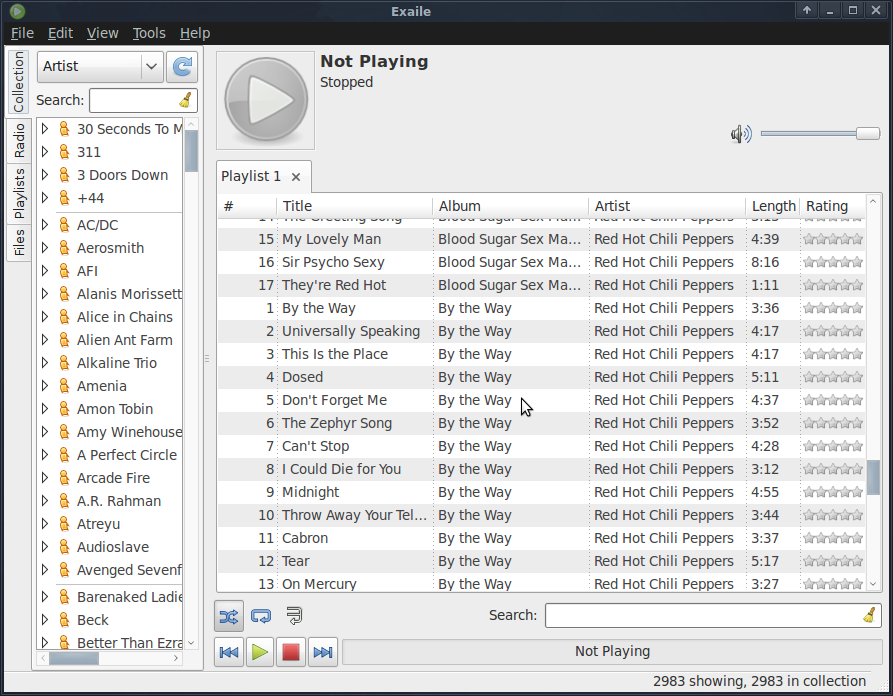 Exaile
File Edit View Tools Help
Collection
Radio
Playlists
Files
Artist
Search:
30 Seconds To M
311
3 Doors Down
+44
AC/DC
Aerosmith
AFI
Alanis Morissett
Alice in Chains
Alien Ant Farm
Alkaline Trio
Amenia
Amon Tobin
Amy Winehouse
A Perfect Circle
Arcade Fire
A.R. Rahman
Atreyu
Audioslave
Avenged Sevenf
Barenaked Ladie
Beck
Better Than Ezra
Not Playing
Stopped
Playlist 1
# Title Album Artist Length Rating
14 The Greeting Song Blood Sugar Sex Ma... Red Hot Chili Peppers 3:13
15 My Lovely Man Blood Sugar Sex Ma... Red Hot Chili Peppers 4:39
16 Sir Psycho Sexy Blood Sugar Sex Ma... Red Hot Chili Peppers 8:16
17 They're Red Hot Blood Sugar Sex Ma... Red Hot Chili Peppers 1:11
1 By the Way By the Way Red Hot Chili Peppers 3:36
2 Universally Speaking By the Way Red Hot Chili Peppers 4:17
3 This Is the Place By the Way Red Hot Chili Peppers 4:17
4 Dosed By the Way Red Hot Chili Peppers 5:11
5 Don't Forget Me By the Way Red Hot Chili Peppers 4:37
6 The Zephyr Song By the Way Red Hot Chili Peppers 3:52
7 Can't Stop By the Way Red Hot Chili Peppers 4:28
8 I Could Die for You By the Way Red Hot Chili Peppers 3:12
9 Midnight By the Way Red Hot Chili Peppers 4:55
10 Throw Away Your Tel... By the Way Red Hot Chili Peppers 3:44
11 Cabron By the Way Red Hot Chili Peppers 3:37
12 Tear By the Way Red Hot Chili Peppers 5:17
13 On Mercury By the Way Red Hot Chili Peppers 3:27
Search:
Not Playing
2983 showing, 2983 in collection